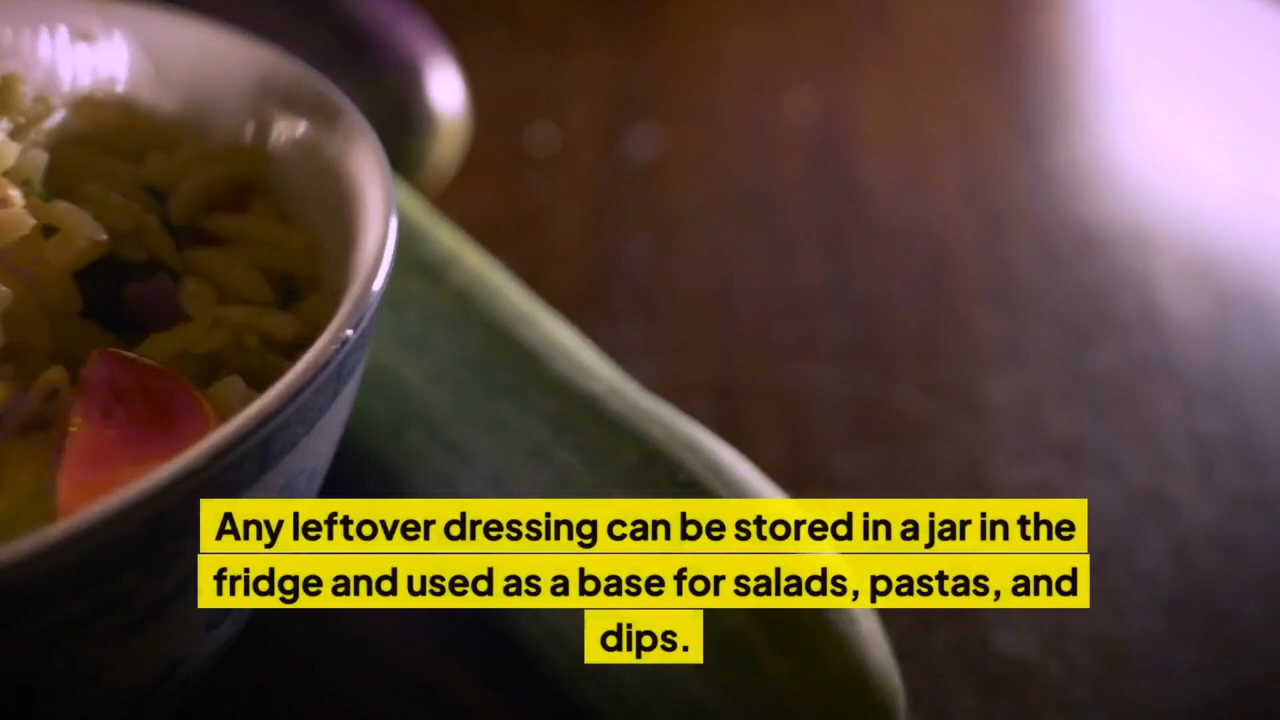 Any leftover dressing can be stored in a jar in the
fridge and used as a base for salads, pastas, and
dips.